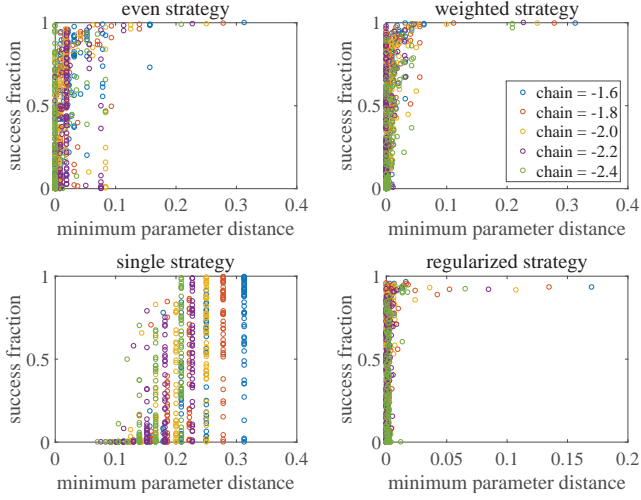 even strategy
success fraction
1
0.5
0
0 0.1 0.2 0.3 0.4
minimum parameter distance
weighted strategy
success fraction
1
0.5
0
chain = -1.6
chain = -1.8
chain = -2.0
chain = -2.2
chain = -2.4
0 0.1 0.2 0.3 0.4
minimum parameter distance
single strategy
success fraction
1
0.5
0
0 0.1 0.2 0.3 0.4
minimum parameter distance
regularized strategy
success fraction
1
0.5
0
0 0.05 0.1 0.15 0.2
minimum parameter distance